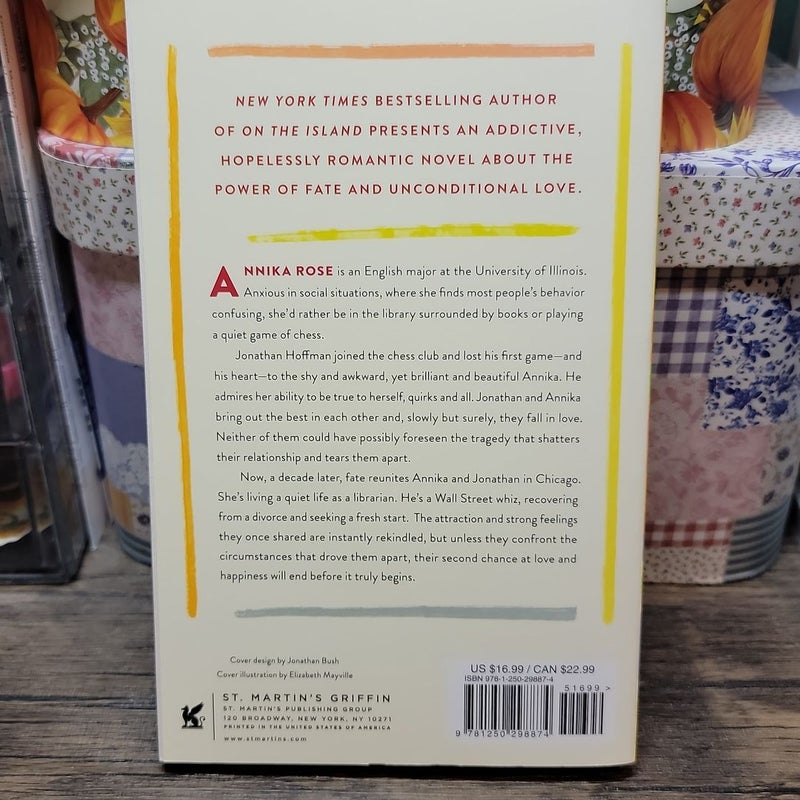 NEW YORK TIMES BESTSELLING AUTHOR
OF ON THE ISLAND PRESENTS AN ADDICTIVE,
HOPELESSLY ROMANTIC NOVEL ABOUT THE
POWER OF FATE AND UNCONDITIONAL LOVE.
ANNIKA ROSE is an English major at the University of Illinois.
Anxious in social situations, where she finds most people's behavior
confusing, she'd rather be in the library surrounded by books or playing
a quiet game of chess.
Jonathan Hoffman joined the chess club and lost his first game—and
his heart—to the shy and awkward, yet brilliant and beautiful Annika. He
admires her ability to be true to herself, quirks and all. Jonathan and Annika
bring out the best in each other and, slowly but surely, they fall in love.
Neither of them could have possibly foreseen the tragedy that shatters
their relationship and tears them apart.
Now, a decade later, fate reunites Annika and Jonathan in Chicago.
She's living a quiet life as a librarian. He's a Wall Street whiz, recovering
from a divorce and seeking a fresh start. The attraction and strong feelings
they once shared are instantly rekindled, but unless they confront the
circumstances that drove them apart, their second chance at love and
happiness will end before it truly begins.
Cover design by Jonathan Bush
Cover illustration by Elizabeth Mayville
ST. MARTIN'S GRIFFIN
ST. MARTIN'S PUBLISHING GROUP
120 BROADWAY, NEW YORK, NY 10271
PRINTED IN THE UNITED STATES OF AMERICA
www.stmartins.com
US $16.99 / CAN $22.99
ISBN 978-1-250-29887-4
51699 >
9 781250 298874